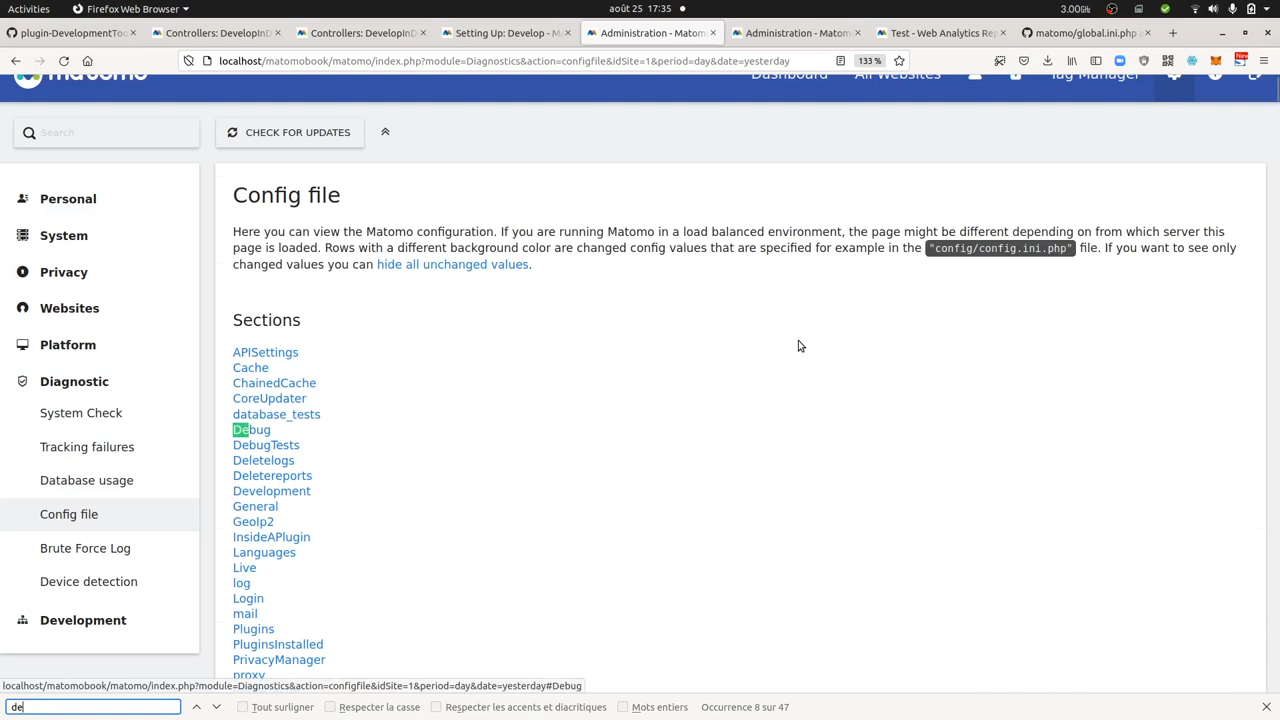 Activities Firefox Web Browser août 25 17:35 3.00GHz
plugin-DevelopmentToo Controllers: DevelopInD Controllers: DevelopInD Setting Up: Develop - M Administration - Matom Administration - Matom Test - Web Analytics Rep matomo/global.ini.php a
localhost/matomobook/matomo/index.php?module=Diagnostics&action=configfile&idSite=1&period=day&date=yesterday 133 % New
matomo Dashboard All Websites Tag Manager
Search CHECK FOR UPDATES
Personal
System
Privacy
Websites
Platform
Diagnostic
System Check
Tracking failures
Database usage
Config file
Brute Force Log
Device detection
Development
Config file
Here you can view the Matomo configuration. If you are running Matomo in a load balanced environment, the page might be different depending on from which server this
page is loaded. Rows with a different background color are changed config values that are specified for example in the "config/config.ini.php" file. If you want to see only
changed values you can hide all unchanged values.
Sections
APISettings
Cache
ChainedCache
CoreUpdater
database_tests
Debug
DebugTests
Deletelogs
Deletereports
Development
General
GeoIp2
InsideAPlugin
Languages
Live
log
Login
mail
Plugins
PluginsInstalled
PrivacyManager
proxy
localhost/matomobook/matomo/index.php?module=Diagnostics&action=configfile&idSite=1&period=day&date=yesterday#Debug
de Tout surligner Respecter la casse Respecter les accents et diacritiques Mots entiers Occurrence 8 sur 47